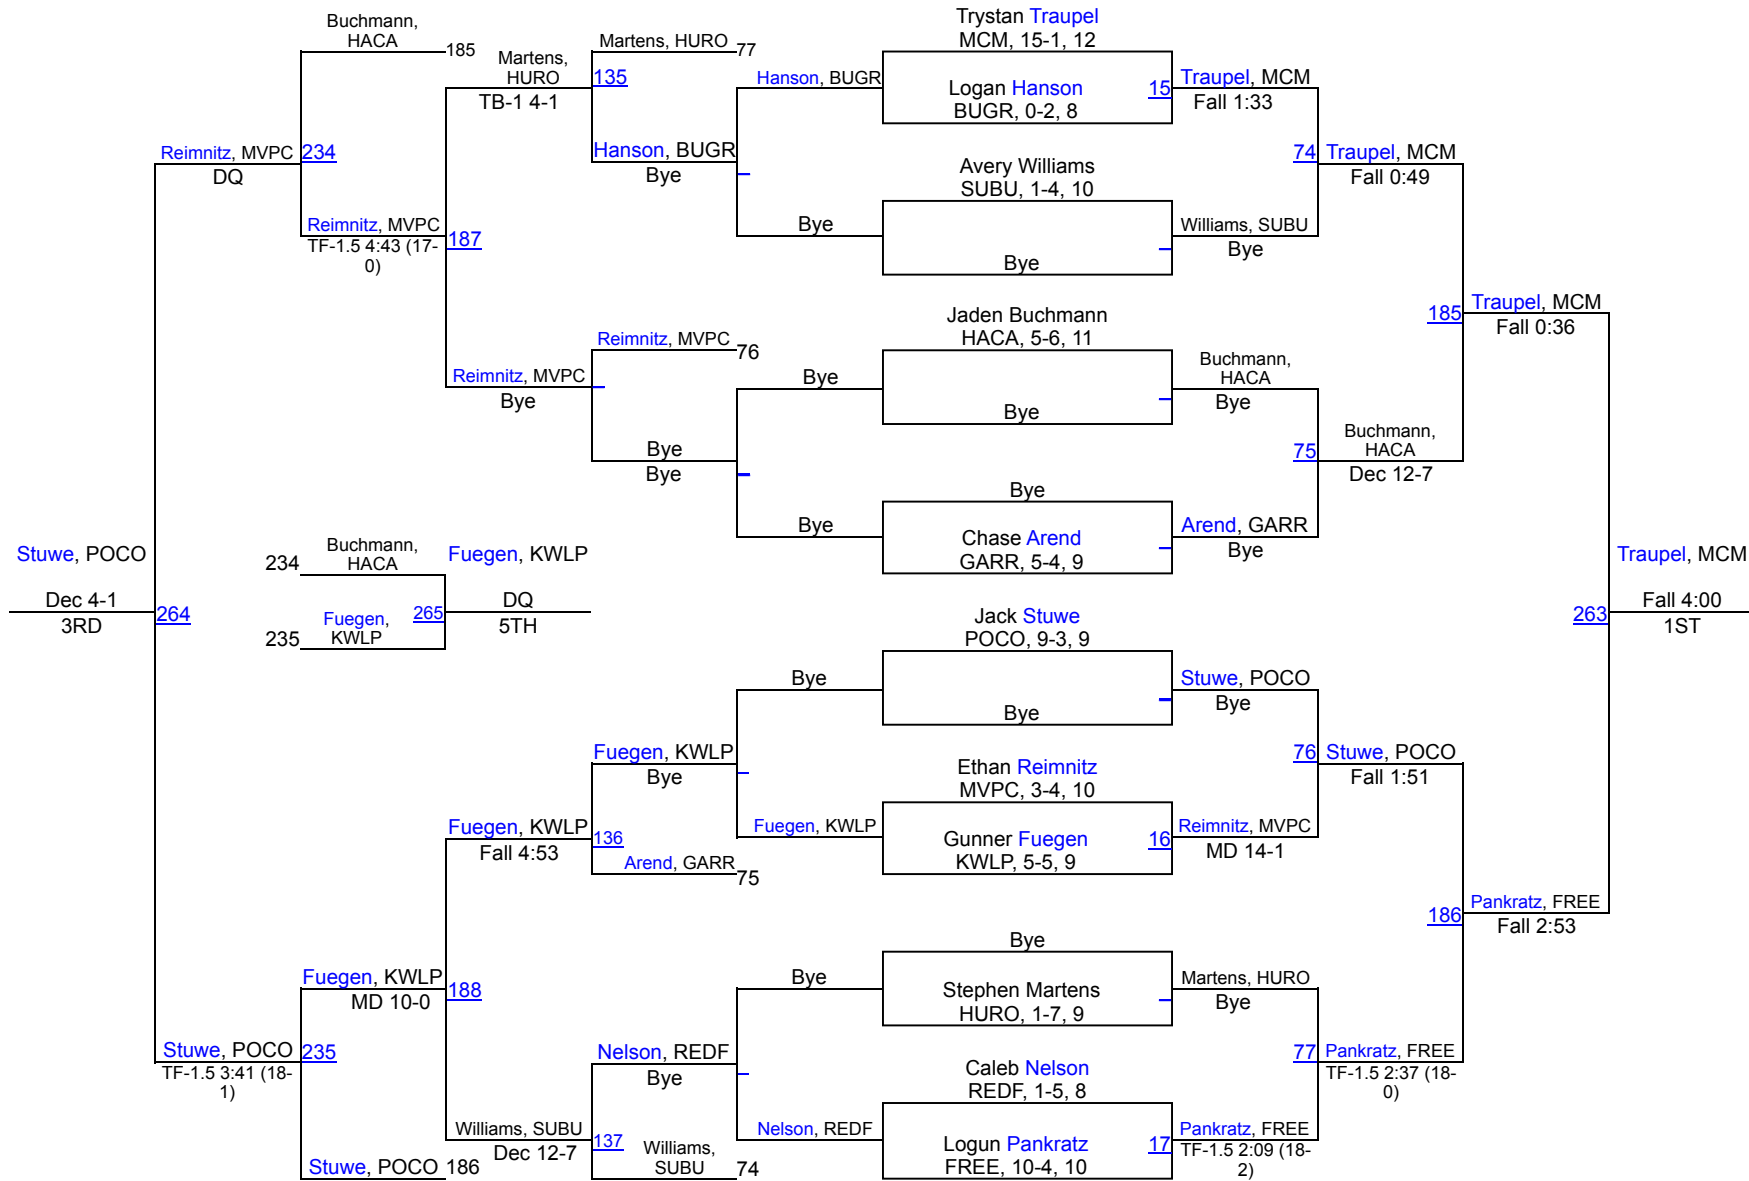 Buchmann,
HACA
185
Martens,
HURO
TB-1 4-1
Martens, HURO
77
135
Hanson, BUGR
Bye
Hanson, BUGR
Bye
Trystan Traupel
MCM, 15-1, 12
Logan Hanson
BUGR, 0-2, 8
15
Traupel, MCM
Fall 1:33
Avery Williams
SUBU, 1-4, 10
Bye
Williams, SUBU
Bye
74
Traupel, MCM
Fall 0:49
Reimnitz, MVPC
DQ
234
Reimnitz, MVPC
TF-1.5 4:43 (17-
0)
187
Reimnitz, MVPC
Bye
Reimnitz, MVPC
76
Bye
Bye
Bye
Bye
Jaden Buchmann
HACA, 5-6, 11
Bye
Buchmann,
HACA
Bye
Bye
Chase Arend
GARR, 5-4, 9
Arend, GARR
Bye
75
Buchmann,
HACA
Dec 12-7
185
Traupel, MCM
Fall 0:36
Stuwe, POCO
Dec 4-1
3RD
264
234
Buchmann,
HACA
235
Fuegen,
KWLP
265
Fuegen, KWLP
DQ
5TH
Traupel, MCM
263
Fall 4:00
1ST
Jack Stuwe
POCO, 9-3, 9
Bye
Bye
Stuwe, POCO
Bye
Fuegen, KWLP
Bye
Ethan Reimnitz
MVPC, 3-4, 10
Fuegen, KWLP
Gunner Fuegen
KWLP, 5-5, 9
16
Reimnitz, MVPC
MD 14-1
76
Stuwe, POCO
Fall 1:51
Fuegen, KWLP
Fall 4:53
136
Arend, GARR
75
186
Pankratz, FREE
Fall 2:53
Fuegen, KWLP
MD 10-0
188
Bye
Bye
Stephen Martens
HURO, 1-7, 9
Martens, HURO
Bye
Stuwe, POCO
TF-1.5 3:41 (18-
1)
235
Nelson, REDF
Bye
Caleb Nelson
REDF, 1-5, 8
77
Pankratz, FREE
TF-1.5 2:37 (18-
0)
Williams, SUBU
Dec 12-7
137
Williams,
SUBU
74
Nelson, REDF
Logun Pankratz
FREE, 10-4, 10
17
Pankratz, FREE
TF-1.5 2:09 (18-
2)
Stuwe, POCO
186